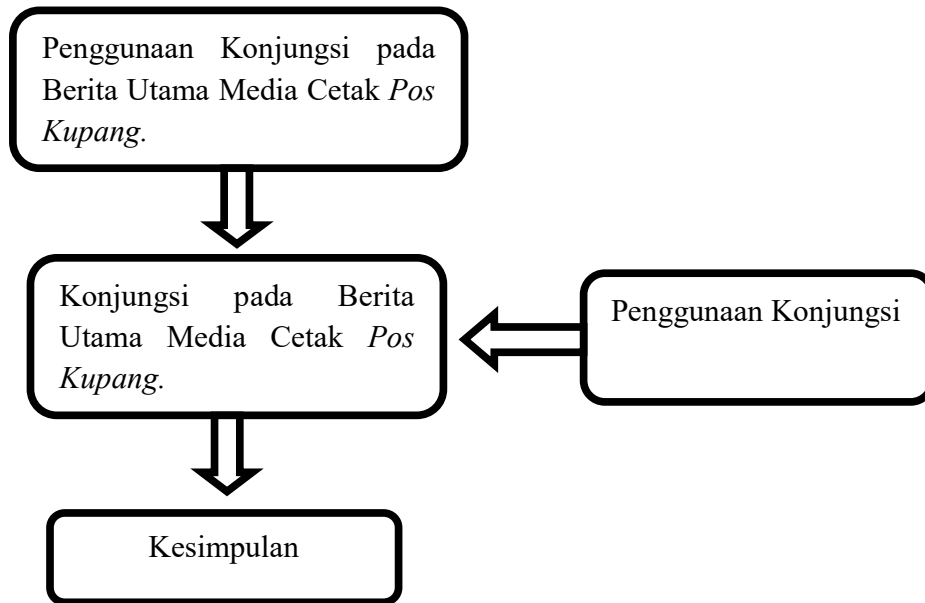 Penggunaan Konjungsi pada
Berita Utama Media Cetak Pos
Kupang.
Konjungsi pada Berita
Utama Media Cetak Pos
Kupang.
Penggunaan Konjungsi
Kesimpulan